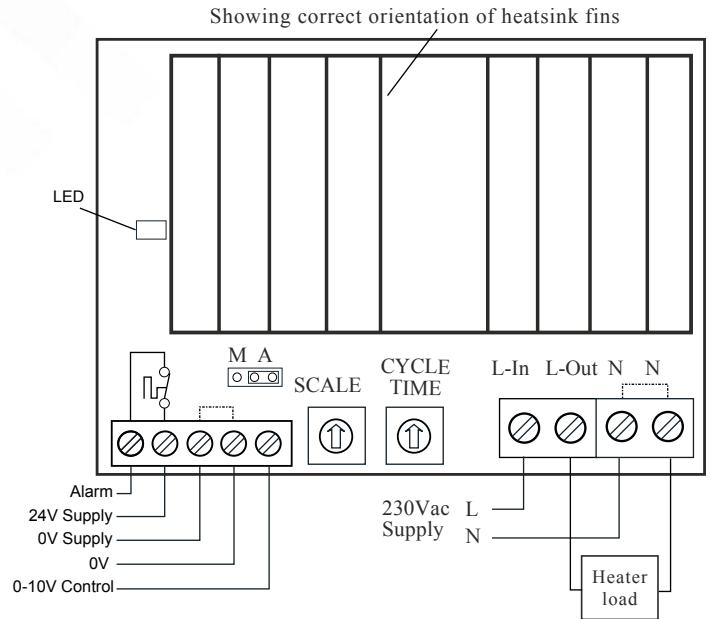 Showing correct orientation of heatsink fins
LED
M A
SCALE
CYCLE
TIME
L-In L-Out N N
Alarm
24V Supply
0V Supply
0V
0-10V Control
230Vac L
Supply N
Heater
load